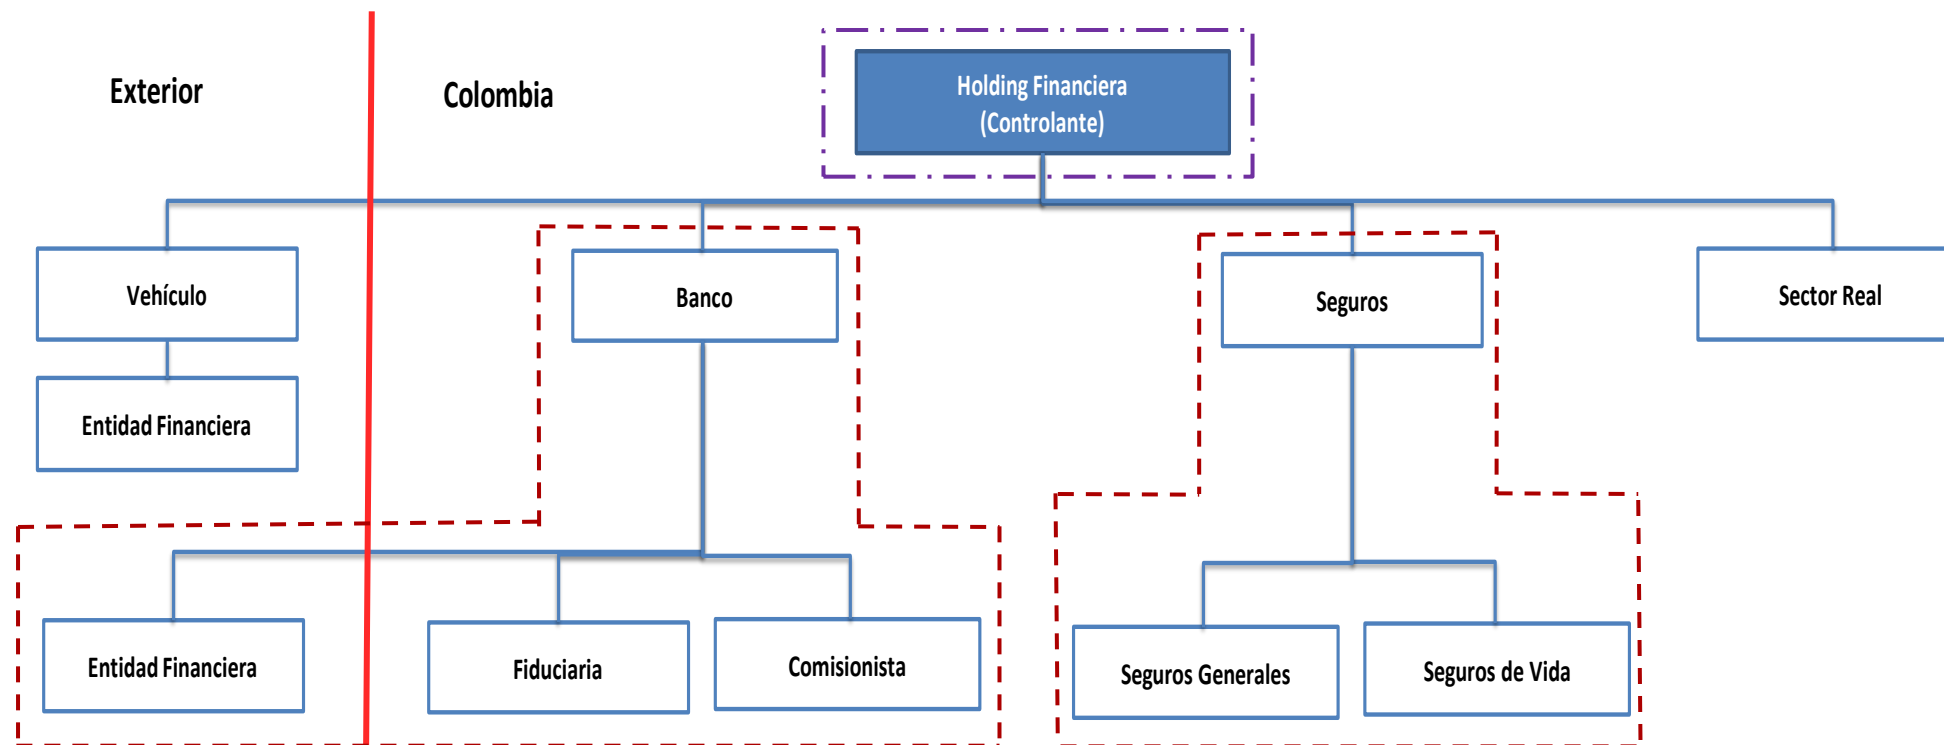 Exterior
Colombia
Holding Financiera
(Controlante)
Vehículo
Banco
Seguros
Sector Real
Entidad Financiera
Entidad Financiera
Fiduciaria
Comisionista
Seguros Generales
Seguros de Vida